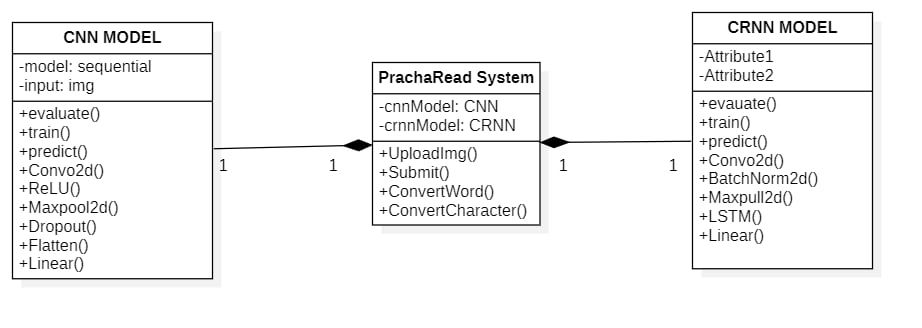 CNN MODEL
-model: sequential
-input: img
+evaluate()
+train()
+predict()
+Convo2d()
+ReLU()
+Maxpool2d()
+Dropout()
+Flatten()
+Linear()
1
1
PrachaRead System
-cnnModel: CNN
-crnnModel: CRNN
+UploadImg()
+Submit()
+ConvertWord()
+ConvertCharacter()
1
1
CRNN MODEL
-Attribute1
-Attribute2
+evauate()
+train()
+predict()
+Convo2d()
+BatchNorm2d()
+Maxpull2d()
+LSTM()
+Linear()